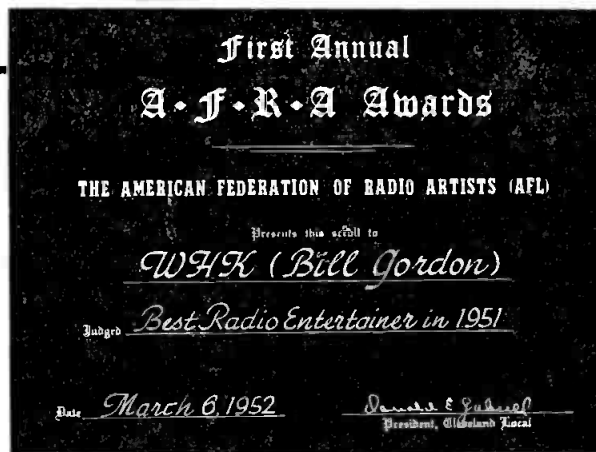 First Annual
A·F·R·A Awards
THE AMERICAN FEDERATION OF RADIO ARTISTS (AFL)
Presents this scroll to
WHK (Bill Gordon)
Judged Best Radio Entertainer in 1951
Date March 6, 1952 Donald E
President, Cleveland Local